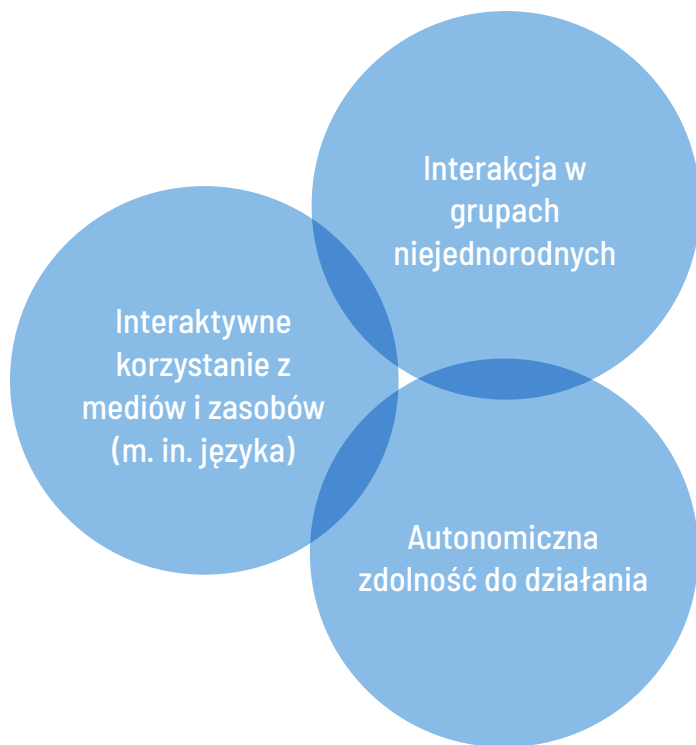 Interakcja w
grupach
niejednorodnych
Interaktywne
korzystanie z
mediów i zasobów
(m. in. języka)
Autonomiczna
zdolność do działania